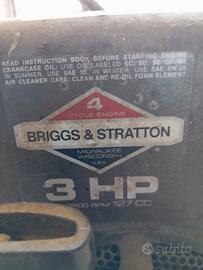 READ INSTRUCTION BOOK, BEFORE STARTING ENGINE
CRANKCASE OIL: USE OIL LABELED SC, SD, SE OR MS
IN SUMMER, USE SAE 30, IN WINTER, USE SAE 5W-20
AIR CLEANER CARE: CLEAN AND RE-OIL FOAM ELEMENT
4
CYCLE ENGINE
BRIGGS & STRATTON
MILWAUKEE
WISCONSIN
U.S.A.
3 HP
RPM 127 CC
subito